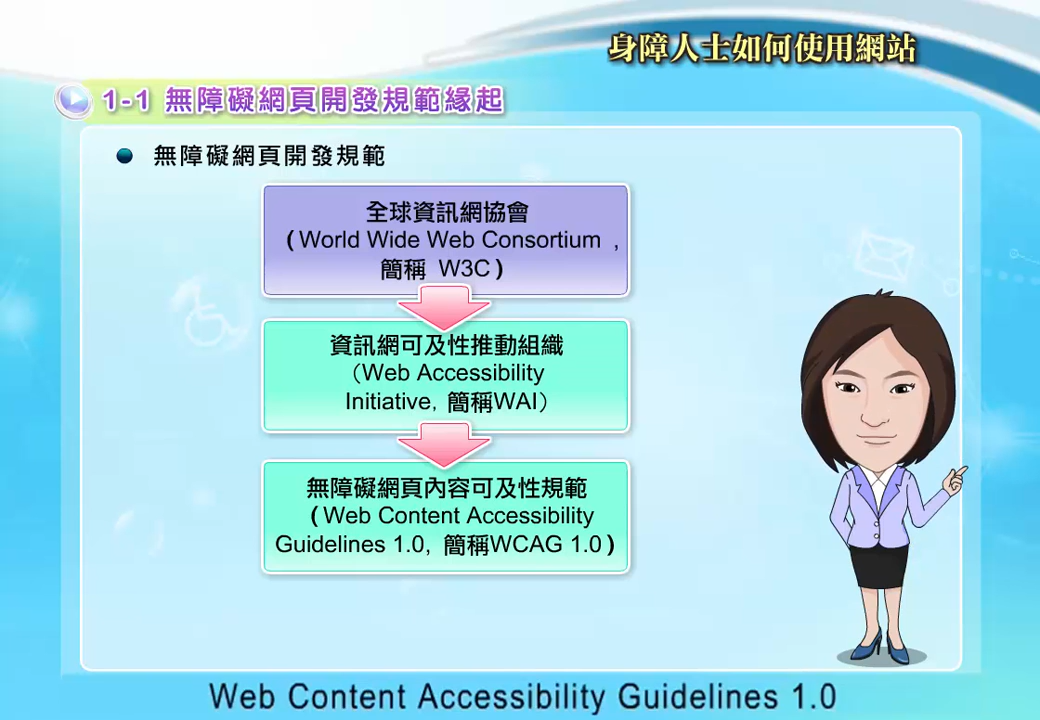 身障人士如何使用網站
1-1 無障礙網頁開發規範緣起
無障礙網頁開發規範
全球資訊網協會
(World Wide Web Consortium ,
簡稱 W3C)
資訊網可及性推動組織
（Web Accessibility
Initiative, 簡稱WAI）
無障礙網頁內容可及性規範
(Web Content Accessibility
Guidelines 1.0, 簡稱WCAG 1.0)
Web Content Accessibility Guidelines 1.0